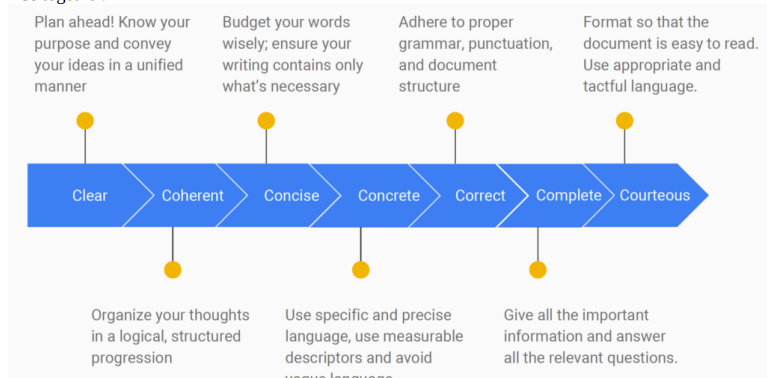 Plan ahead! Know your
purpose and convey
your ideas in a unified
manner
Budget your words
wisely; ensure your
writing contains only
what's necessary
Adhere to proper
grammar, punctuation,
and document
structure
Format so that the
document is easy to read.
Use appropriate and
tactful language.
Clear
Coherent
Concise
Concrete
Correct
Complete
Courteous
Organize your thoughts
in a logical, structured
progression
Use specific and precise
language, use measurable
descriptors and avoid
vague language
Give all the important
information and answer
all the relevant questions.